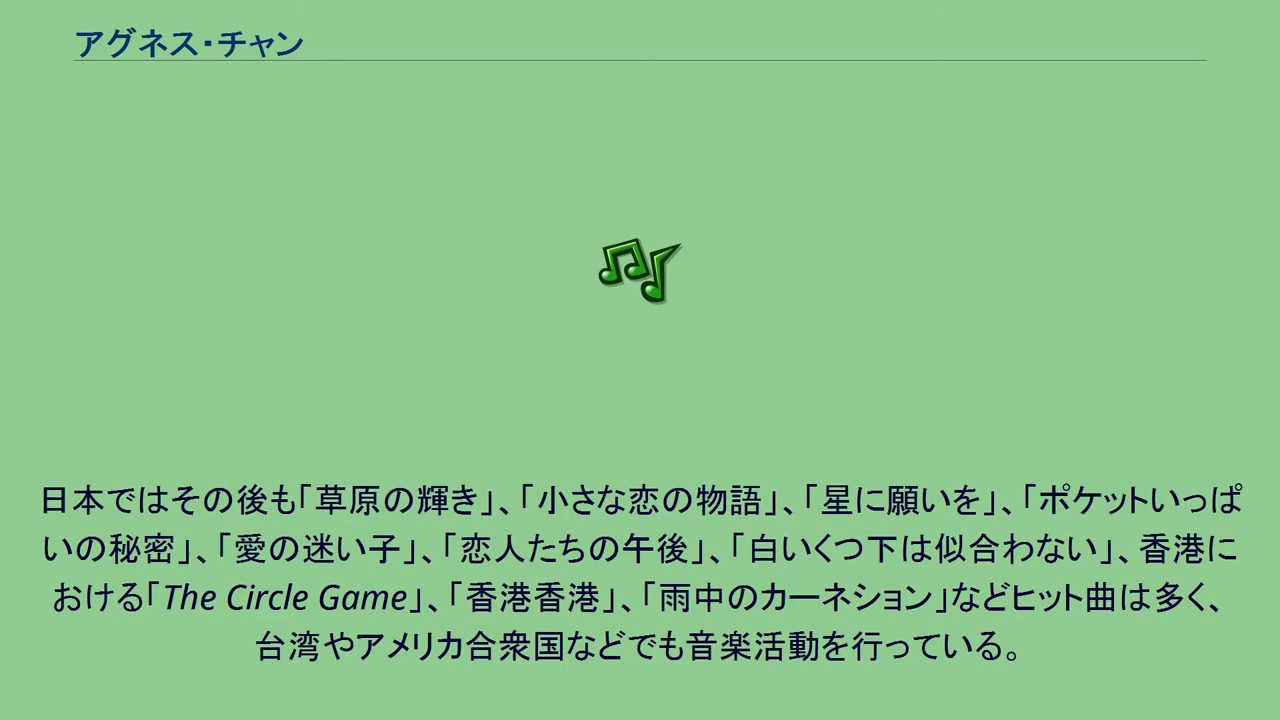 アグネス・チャン
日本ではその後も「草原の輝き」、「小さな恋の物語」、「星に願いを」、「ポケットいっぱ
いの秘密」、「愛の迷い子」、「恋人たちの午後」、「白いくつ下は似合わない」、香港に
おける「The Circle Game」、「香港香港」、「雨中のカーネション」などヒット曲は多く、
台湾やアメリカ合衆国などでも音楽活動を行っている。